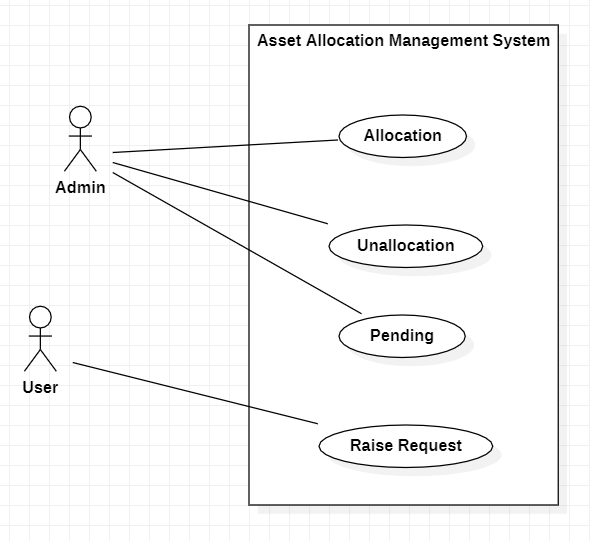 Asset Allocation Management System
Allocation
Admin
Unallocation
Pending
User
Raise Request